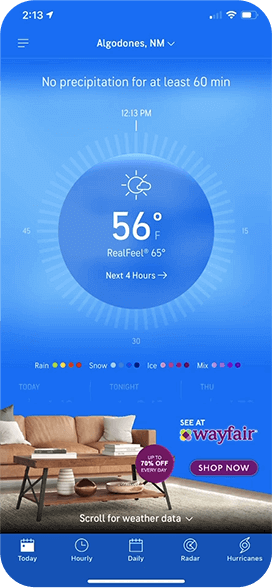 2:13
Algodones, NM
No precipitation for at least 60 min
12:13 PM
45
15
56° F
RealFeel® 65°
Next 4 Hours →
30
Rain Snow Ice Mix
TODAY TONIGHT THU
SEE AT
wayfair
UP TO
70% OFF
EVERY DAY
SHOP NOW
Scroll for weather data
Today Hourly Daily Radar Hurricanes